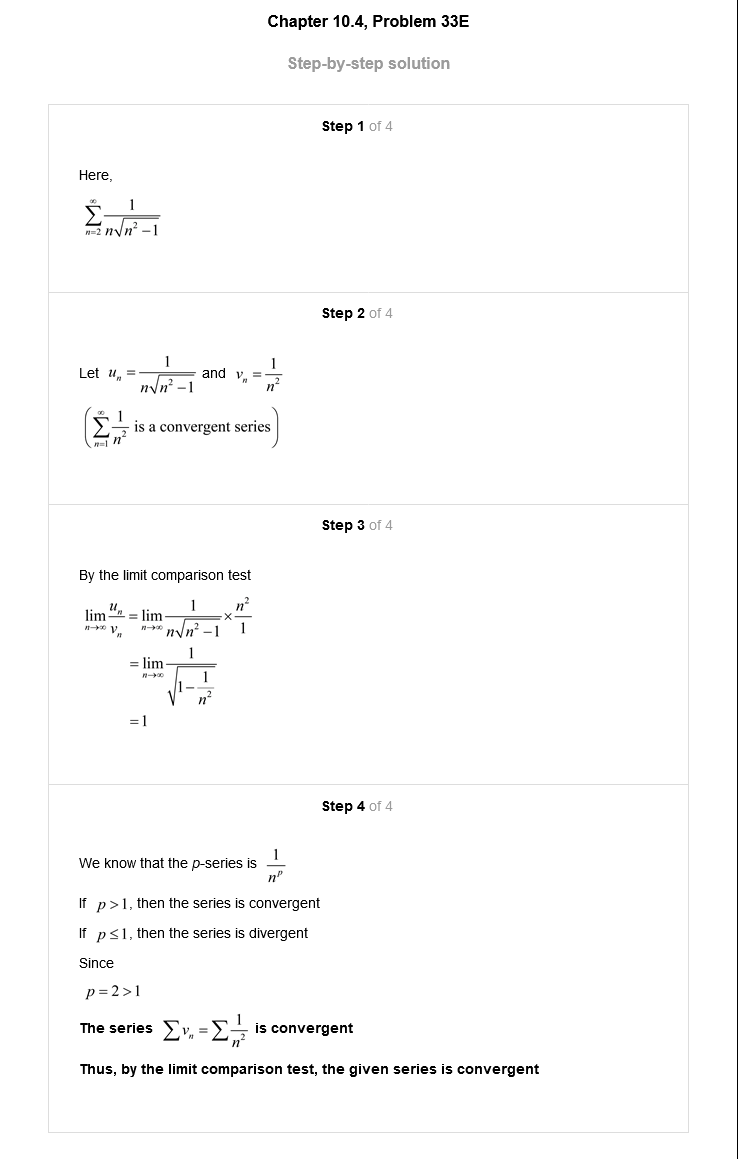 Chapter 10.4, Problem 33E
Step-by-step solution
Step 1 of 4
Here,
$\sum_{n=2}^{\infty} \frac{1}{n\sqrt{n^2-1}}$
Step 2 of 4
Let $u_n = \frac{1}{n\sqrt{n^2-1}}$ and $v_n = \frac{1}{n^2}$
$\left(\sum_{n=1}^{\infty} \frac{1}{n^2} \text{ is a convergent series}\right)$
Step 3 of 4
By the limit comparison test
$\lim_{n\to\infty} \frac{u_n}{v_n} = \lim_{n\to\infty} \frac{1}{n\sqrt{n^2-1}} \times \frac{n^2}{1}$
$= \lim_{n\to\infty} \frac{1}{\sqrt{1-\frac{1}{n^2}}}$
$= 1$
Step 4 of 4
We know that the p-series is $\frac{1}{n^p}$
If $p > 1$, then the series is convergent
If $p \leq 1$, then the series is divergent
Since
$p = 2 > 1$
The series $\sum v_n = \sum \frac{1}{n^2}$ is convergent
Thus, by the limit comparison test, the given series is convergent